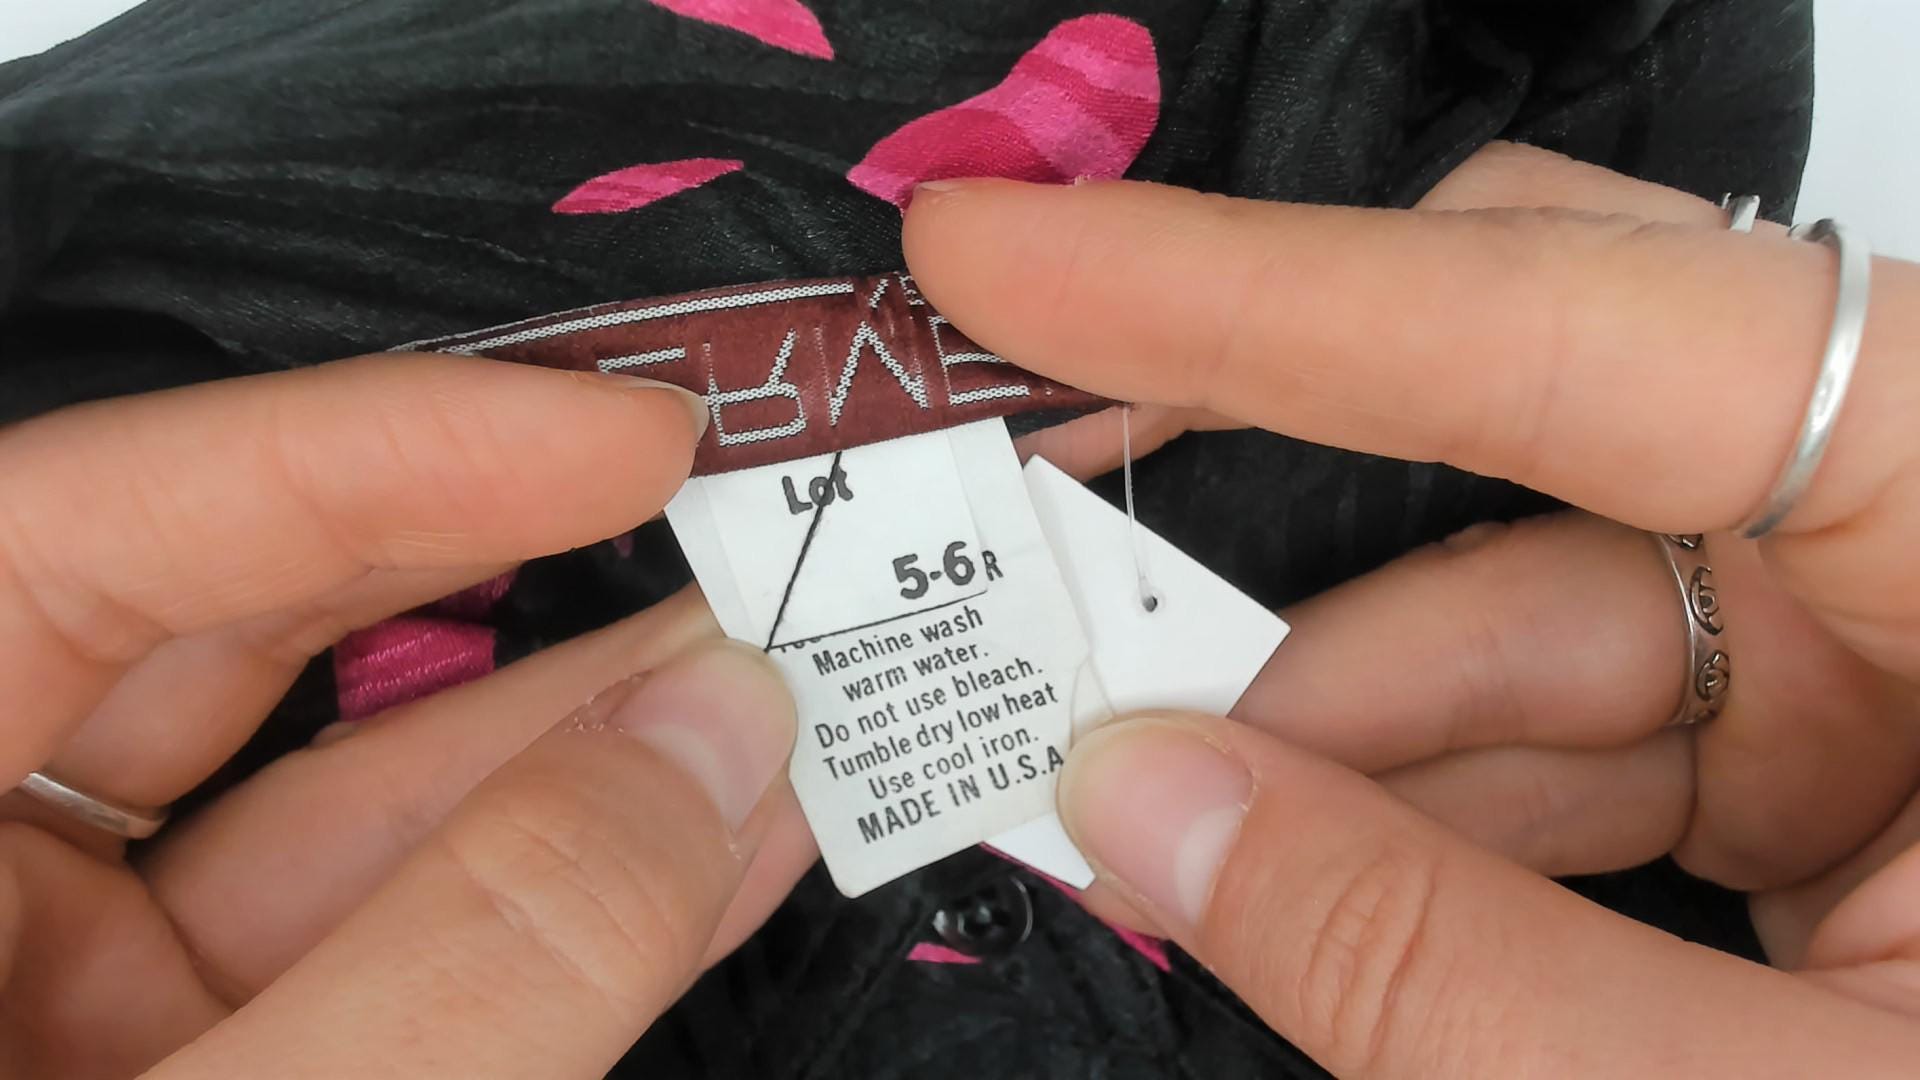 Lot
5-6 R
Machine wash
warm water.
Do not use bleach.
Tumble dry low heat
Use cool iron.
MADE IN U.S.A